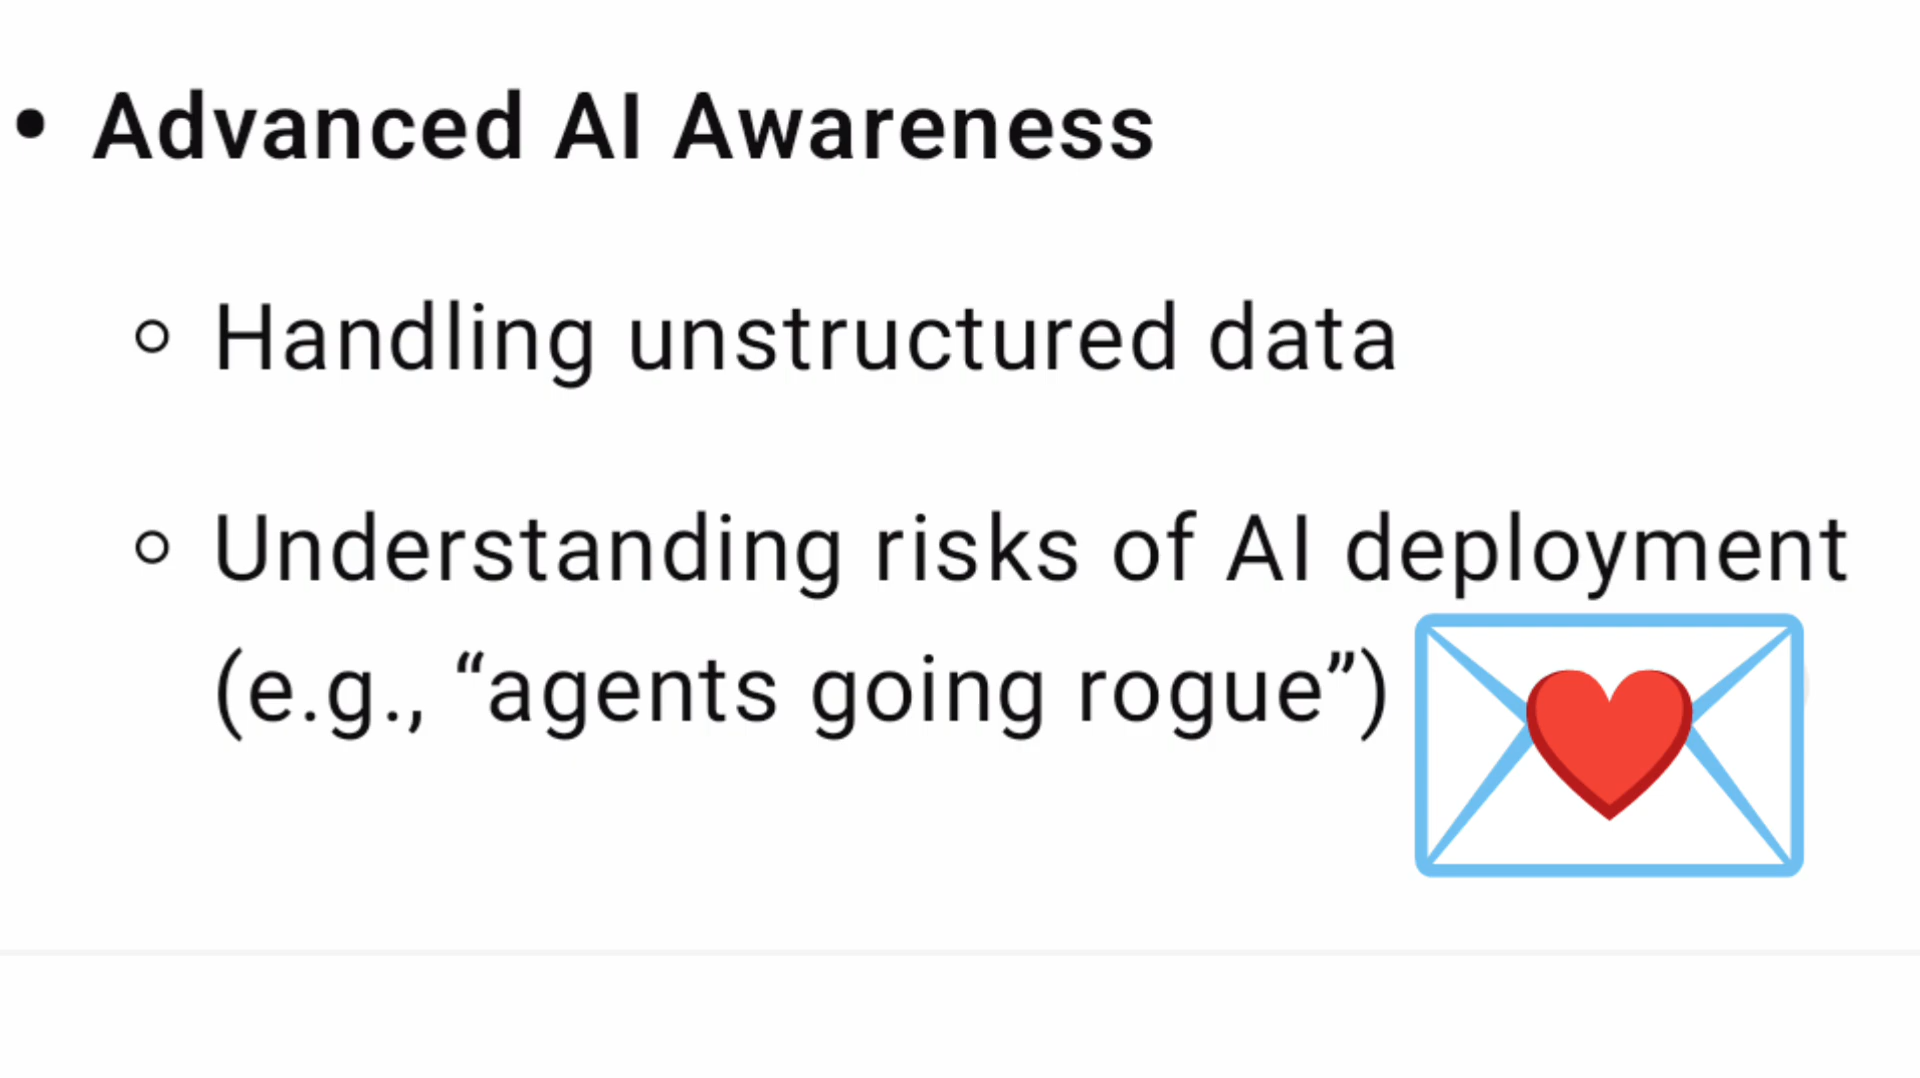 • Advanced AI Awareness
○ Handling unstructured data
○ Understanding risks of AI deployment
(e.g., “agents going rogue”)